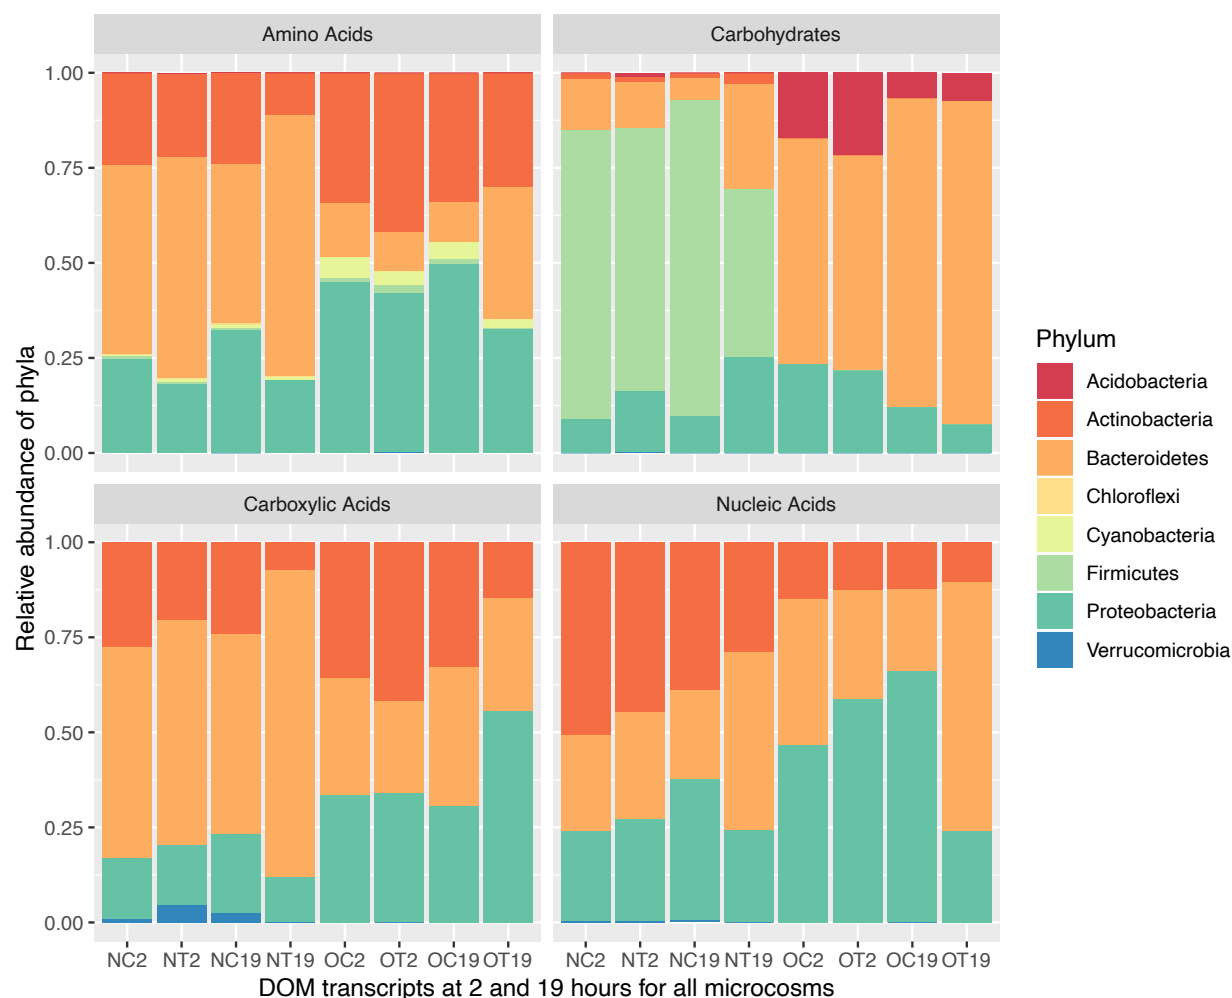 Amino Acids
Carbohydrates
1.00
0.75
0.50
0.25
0.00
Carboxylic Acids
Nucleic Acids
1.00
0.75
0.50
0.25
0.00
Relative abundance of phyla
NC2 NT2 NC19 NT19 OC2 OT2 OC19 OT19
NC2 NT2 NC19 NT19 OC2 OT2 OC19 OT19
DOM transcripts at 2 and 19 hours for all microcosms
Phylum
Acidobacteria
Actinobacteria
Bacteroidetes
Chloroflexi
Cyanobacteria
Firmicutes
Proteobacteria
Verrucomicrobia